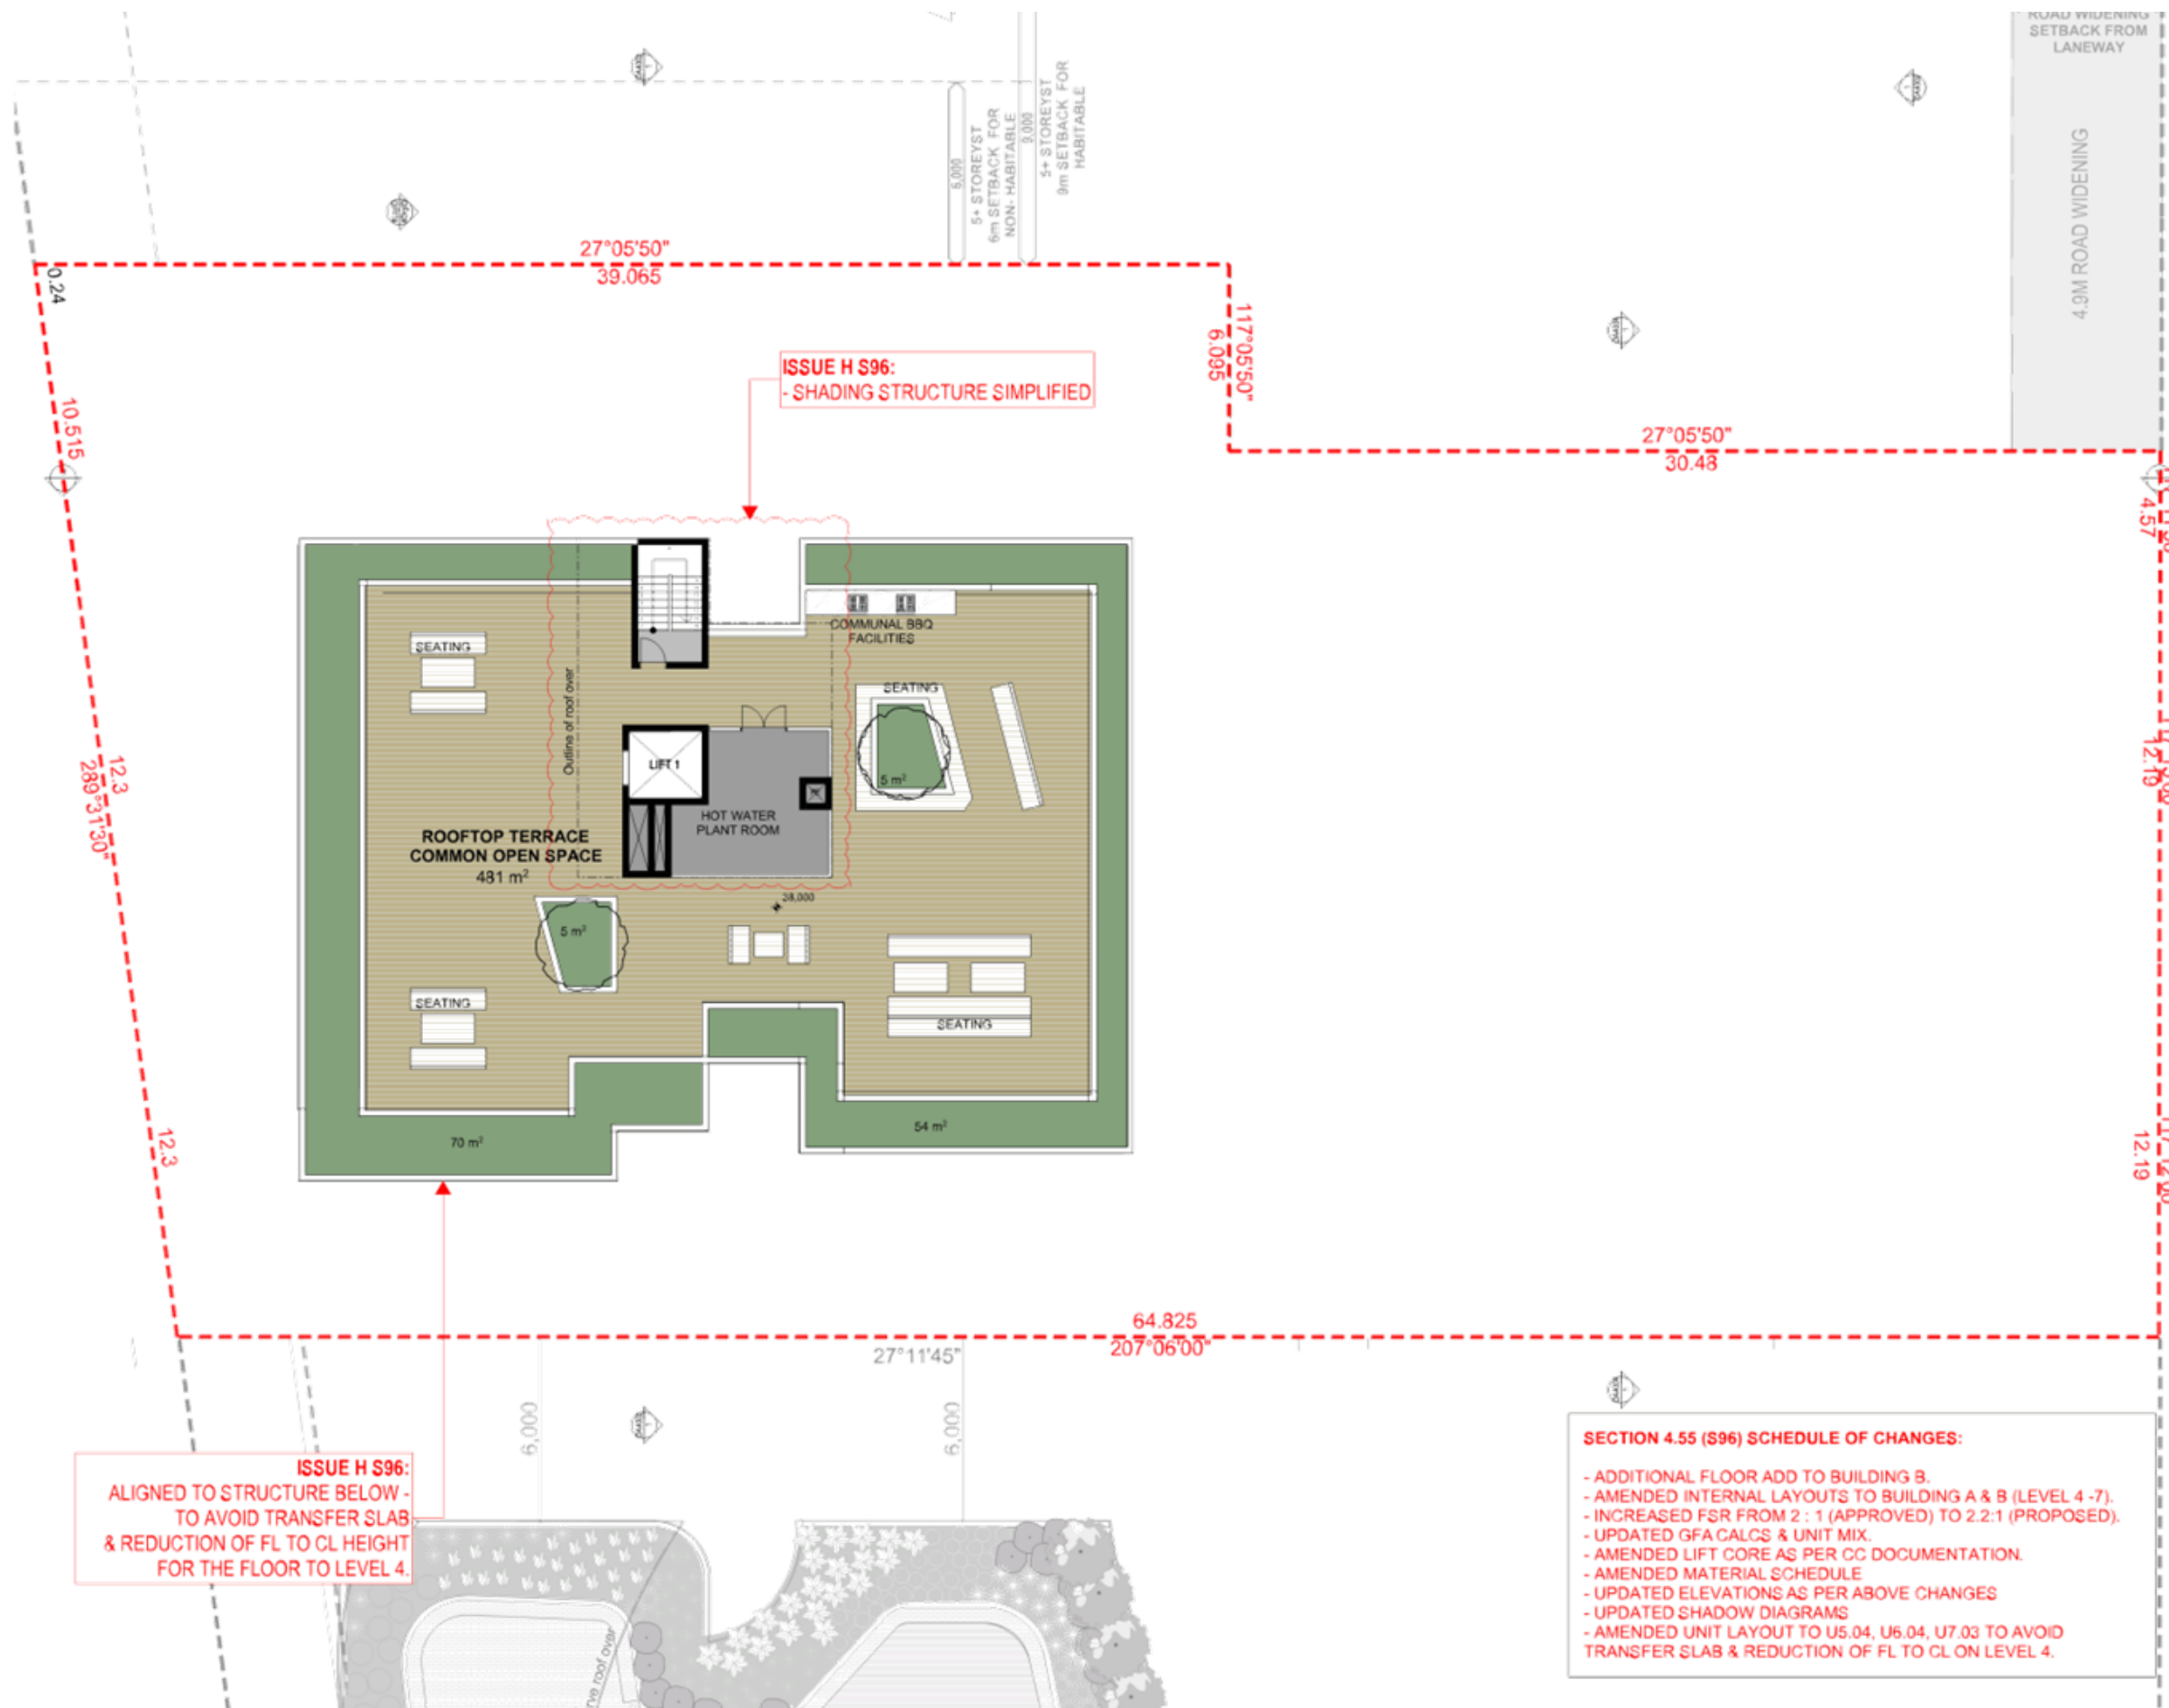 ROAD WIDENING
SETBACK FROM
LANEWAY
4.9M ROAD WIDENING
6,000
5+ STOREYST
6m SETBACK FOR
NON- HABITABLE
9,000
5+ STOREYST
9m SETBACK FOR
HABITABLE
27°05'50"
39.065
0.24
117°05'50"
6.095
ISSUE H S96:
- SHADING STRUCTURE SIMPLIFIED
27°05'50"
30.48
10.515
4.57
12.3
289°31'30"
12.19
12.3
12.19
SEATING
COMMUNAL BBQ
FACILITIES
Outline of roof over
SEATING
LIFT 1
5 m²
HOT WATER
PLANT ROOM
ROOFTOP TERRACE
COMMON OPEN SPACE
481 m²
5 m²
SEATING
SEATING
70 m²
54 m²
64.825
207°06'00"
27°11'45"
6,000
6,000
ISSUE H S96:
ALIGNED TO STRUCTURE BELOW -
TO AVOID TRANSFER SLAB
& REDUCTION OF FL TO CL HEIGHT
FOR THE FLOOR TO LEVEL 4.
roof over
SECTION 4.55 (S96) SCHEDULE OF CHANGES:
- ADDITIONAL FLOOR ADD TO BUILDING B.
- AMENDED INTERNAL LAYOUTS TO BUILDING A & B (LEVEL 4 -7).
- INCREASED FSR FROM 2 : 1 (APPROVED) TO 2.2:1 (PROPOSED).
- UPDATED GFA CALCS & UNIT MIX.
- AMENDED LIFT CORE AS PER CC DOCUMENTATION.
- AMENDED MATERIAL SCHEDULE
- UPDATED ELEVATIONS AS PER ABOVE CHANGES
- UPDATED SHADOW DIAGRAMS
- AMENDED UNIT LAYOUT TO U5.04, U6.04, U7.03 TO AVOID
TRANSFER SLAB & REDUCTION OF FL TO CL ON LEVEL 4.